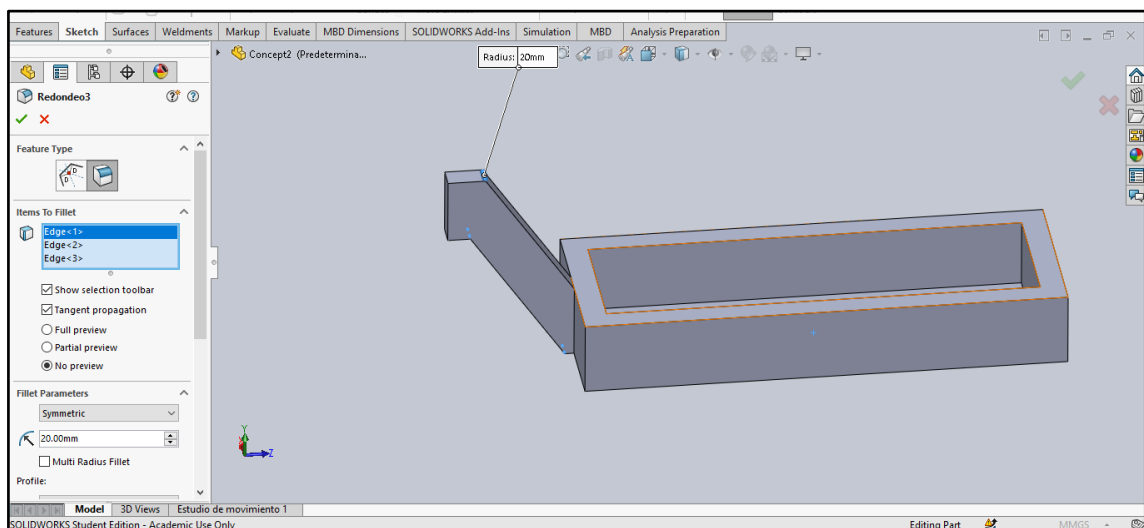 Features Sketch Surfaces Weldments Markup Evaluate MBD Dimensions SOLIDWORKS Add-Ins Simulation MBD Analysis Preparation
Concept2 (Predetermina...
Radius: 20mm
Redondeo3
Feature Type
Items To Fillet
Edge<1>
Edge<2>
Edge<3>
Show selection toolbar
Tangent propagation
Full preview
Partial preview
No preview
Fillet Parameters
Symmetric
20.00mm
Multi Radius Fillet
Profile:
Y
Z
Model 3D Views Estudio de movimiento 1
SOLIDWORKS Student Edition - Academic Use Only Editing Part MMGS